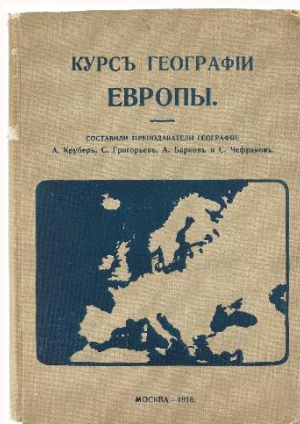 КУРСЪ ГЕОГРАФІИ
ЕВРОПЫ.
СОСТАВИЛИ ПРЕПОДАВАТЕЛИ ГЕОГРАФІИ
А. Круберъ, С. Григорьевъ, А. Барковъ и С. Чефрановъ.
МОСКВА—1916.